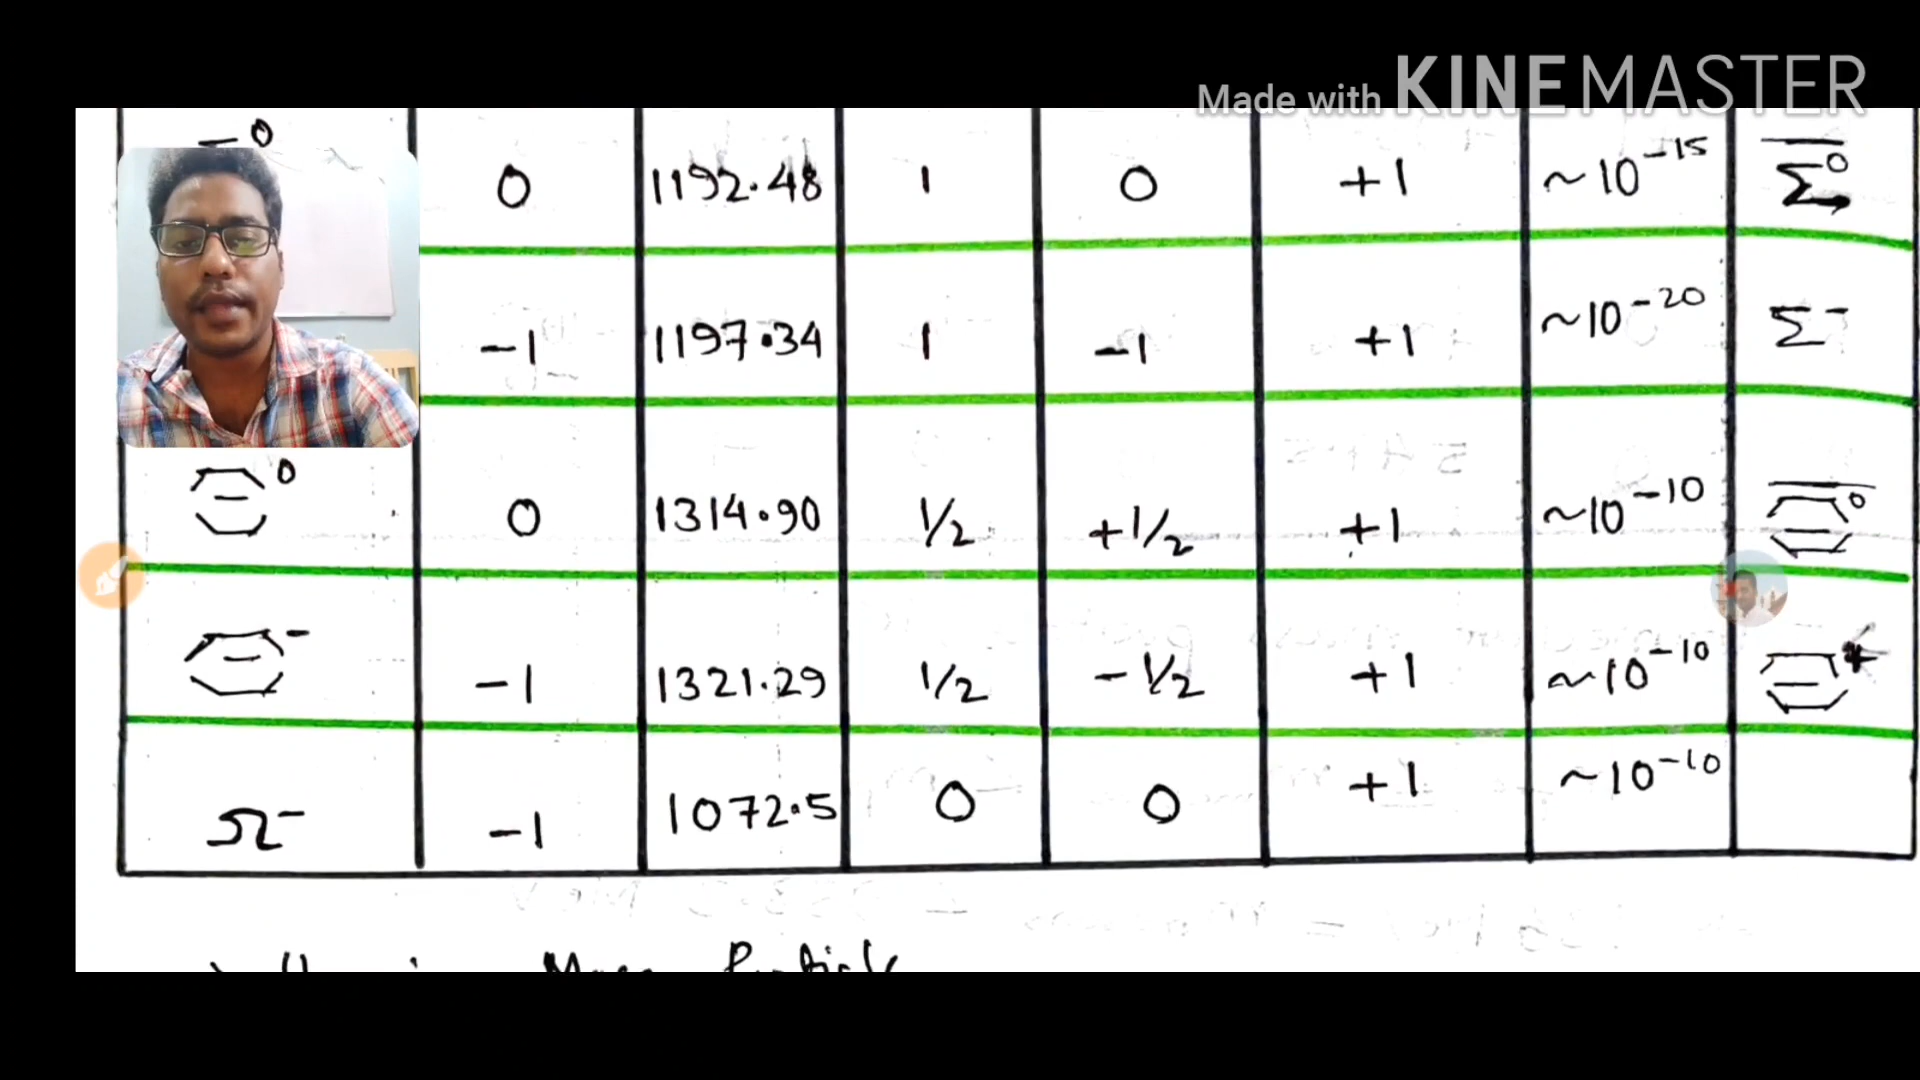 Made with KINEMASTER
0 1192.48 1 0 +1 ~10⁻¹⁵ Σ̅⁰
-1 1197.34 1 -1 +1 ~10⁻²⁰ Σ⁻
Ξ⁰ 0 1314.90 1/2 +1/2 +1 ~10⁻¹⁰ Ξ̅⁰
Ξ⁻ -1 1321.29 1/2 -1/2 +1 ~10⁻¹⁰ Ξ⁺
Ω⁻ -1 1072.5 0 0 +1 ~10⁻¹⁰